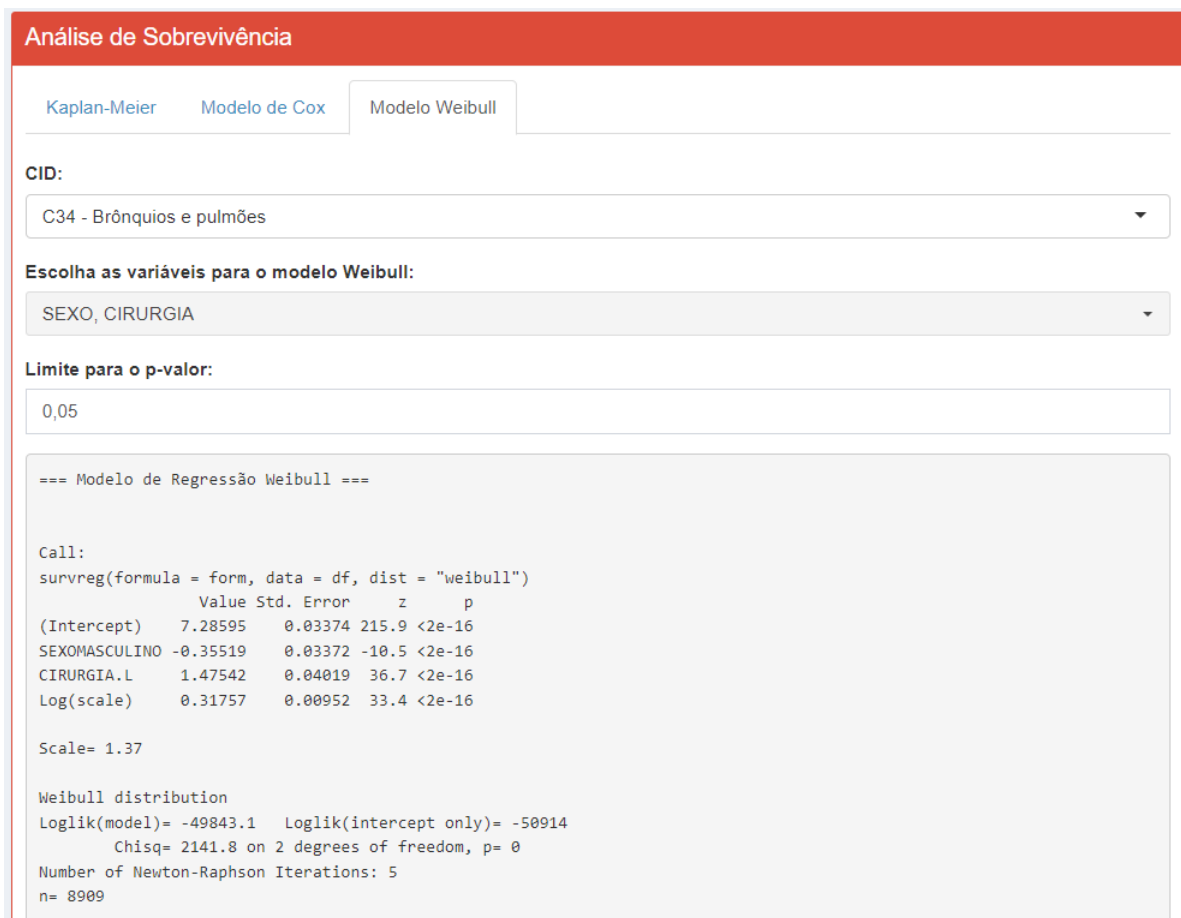 Análise de Sobrevivência
Kaplan-Meier Modelo de Cox Modelo Weibull
CID:
C34 - Brônquios e pulmões
Escolha as variáveis para o modelo Weibull:
SEXO, CIRURGIA
Limite para o p-valor:
0,05
=== Modelo de Regressão Weibull ===
Call:
survreg(formula = form, data = df, dist = "weibull")
Value Std. Error z p
(Intercept) 7.28595 0.03374 215.9 <2e-16
SEXOMASCULINO -0.35519 0.03372 -10.5 <2e-16
CIRURGIA.L 1.47542 0.04019 36.7 <2e-16
Log(scale) 0.31757 0.00952 33.4 <2e-16
Scale= 1.37
Weibull distribution
Loglik(model)= -49843.1 Loglik(intercept only)= -50914
Chisq= 2141.8 on 2 degrees of freedom, p= 0
Number of Newton-Raphson Iterations: 5
n= 8909